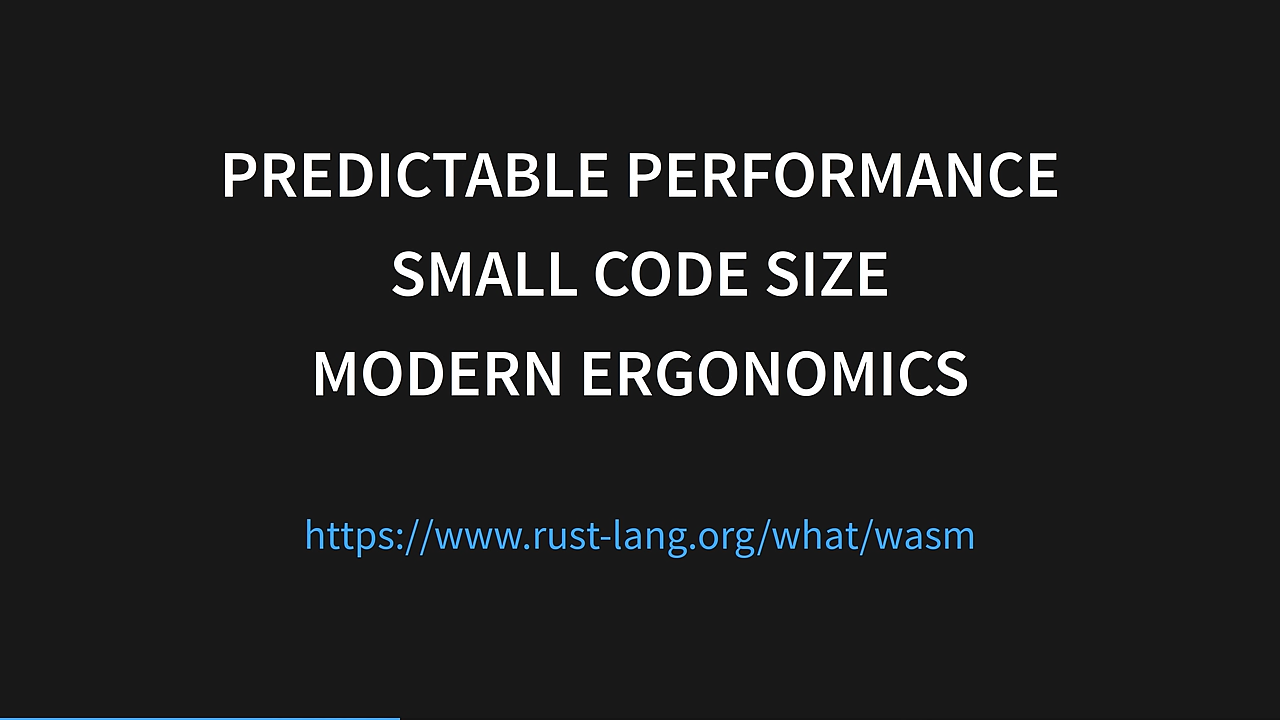 PREDICTABLE PERFORMANCE
SMALL CODE SIZE
MODERN ERGONOMICS
https://www.rust-lang.org/what/wasm